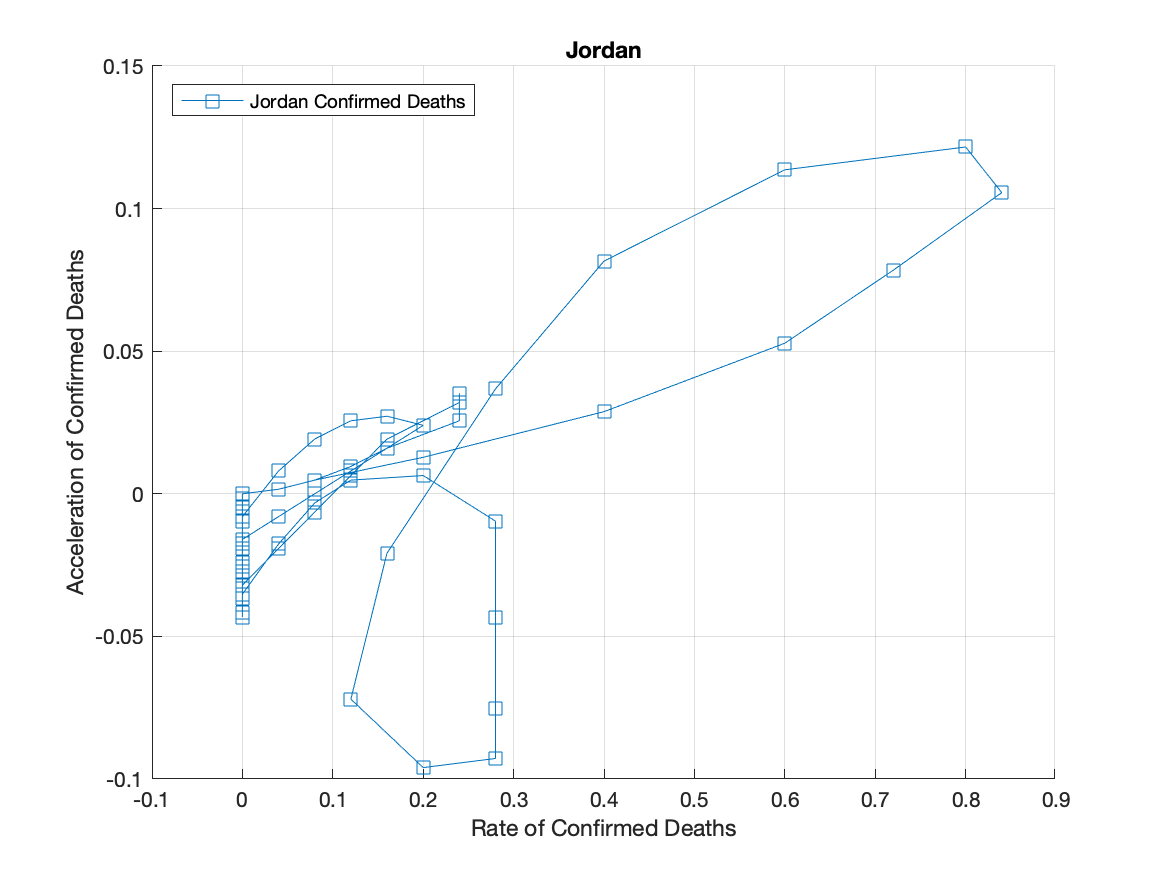 Jordan
Jordan Confirmed Deaths
Acceleration of Confirmed Deaths
0.15
0.1
0.05
0
-0.05
-0.1
-0.1 0 0.1 0.2 0.3 0.4 0.5 0.6 0.7 0.8 0.9
Rate of Confirmed Deaths